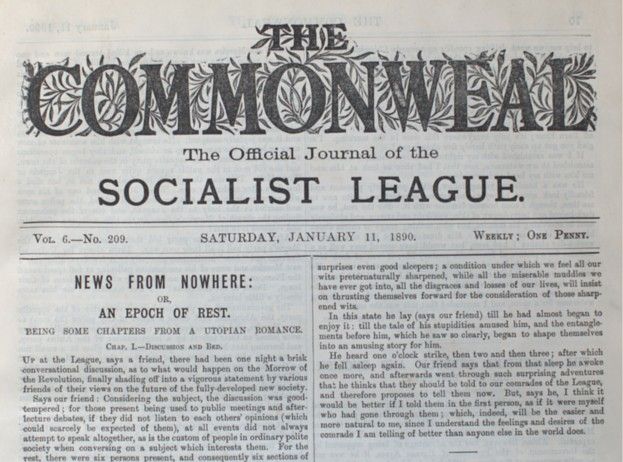 THE
COMMONWEAL
The Official Journal of the
SOCIALIST LEAGUE.
VOL. 6.—No. 209.
SATURDAY, JANUARY 11, 1890.
WEEKLY; ONE PENNY.
NEWS FROM NOWHERE:
OR,
AN EPOCH OF REST.
BEING SOME CHAPTERS FROM A UTOPIAN ROMANCE.
CHAP. I.—DISCUSSION AND BED.
UP at the League, says a friend, there had been one night a brisk
conversational discussion, as to what would happen on the Morrow of
the Revolution, finally shading off into a vigorous statement by various
friends of their views on the future of the fully-developed new society.
Says our friend: Considering the subject, the discussion was good-
tempered; for those present being used to public meetings and after-
lecture debates, if they did not listen to each others' opinions (which
could scarcely be expected of them), at all events did not always
attempt to speak altogether, as is the custom of people in ordinary polite
society when conversing on a subject which interests them. For the
rest, there were six persons present, and consequently six sections of
surprises even good sleepers; a condition under which we feel all our
wits preternaturally sharpened, while all the miserable muddles we
have ever got into, all the disgraces and losses of our lives, will insist
on thrusting themselves forward for the consideration of those sharp-
ened wits.
In this state he lay (says our friend) till he had almost began to
enjoy it: till the tale of his stupidities amused him, and the entangle-
ments before him, which he saw so clearly, began to shape themselves
into an amusing story for him.
He heard one o'clock strike, then two and then three; after which
he fell asleep again. Our friend says that from that sleep he awoke
once more, and afterwards went through such surprising adventures
that he thinks that they should be told to our comrades of the League,
and therefore proposes to tell them now. But, says he, I think it
would be better if I told them in the first person, as if it were myself
who had gone through them; which, indeed, will be the easier and
more natural to me, since I understand the feelings and desires of the
comrade I am telling of better than anyone else in the world does.